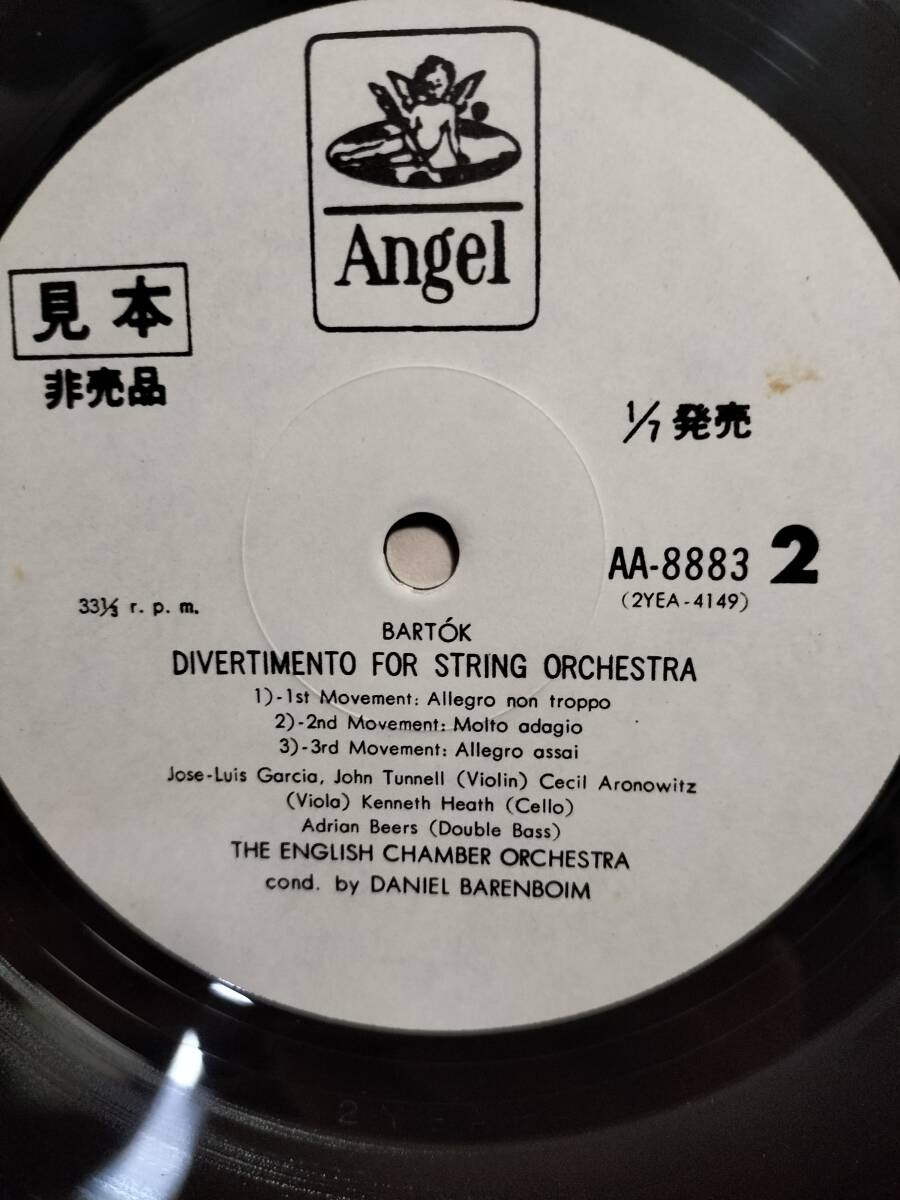 Angel
見本
非売品
1/7 発売
AA-8883 2
(2YEA-4149)
33⅓ r. p. m.
BARTÓK
DIVERTIMENTO FOR STRING ORCHESTRA
1)-1st Movement: Allegro non troppo
2)-2nd Movement: Molto adagio
3)-3rd Movement: Allegro assai
Jose-Luis Garcia, John Tunnell (Violin) Cecil Aronowitz
(Viola) Kenneth Heath (Cello)
Adrian Beers (Double Bass)
THE ENGLISH CHAMBER ORCHESTRA
cond. by DANIEL BARENBOIM